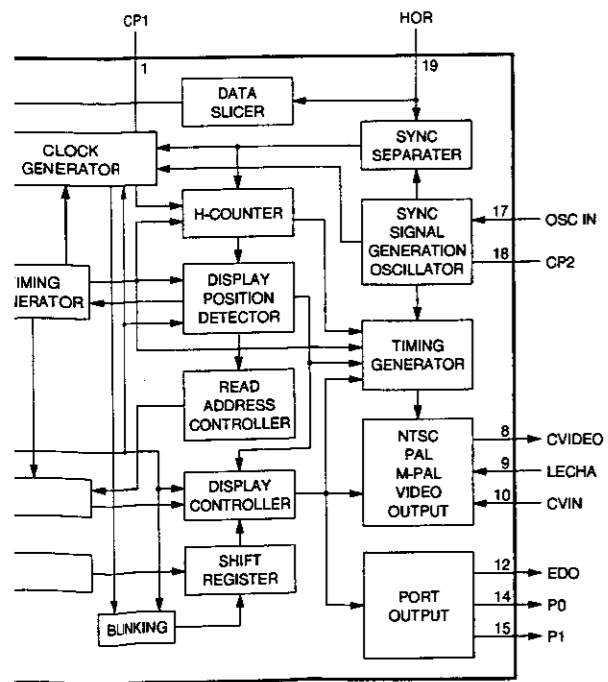 CP1
HOR
1
19
DATA
SLICER
CLOCK
GENERATOR
SYNC
SEPARATER
H-COUNTER
SYNC
SIGNAL
GENERATION
OSCILLATOR
17
OSC IN
18
CP2
TIMING
NERATOR
DISPLAY
POSITION
DETECTOR
TIMING
GENERATOR
READ
ADDRESS
CONTROLLER
NTSC
PAL
M-PAL
VIDEO
OUTPUT
8
CVIDEO
9
LECHA
10
CVIN
DISPLAY
CONTROLLER
SHIFT
REGISTER
BLINKING
PORT
OUTPUT
12
EDO
14
P0
15
P1